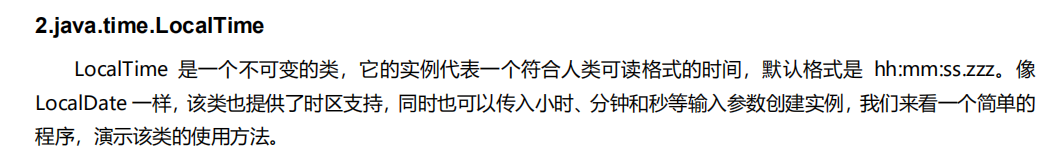 2.java.time.LocalTime
LocalTime 是一个不可变的类，它的实例代表一个符合人类可读格式的时间，默认格式是 hh:mm:ss.zzz。像
LocalDate 一样，该类也提供了时区支持，同时也可以传入小时、分钟和秒等输入参数创建实例，我们来看一个简单的
程序，演示该类的使用方法。